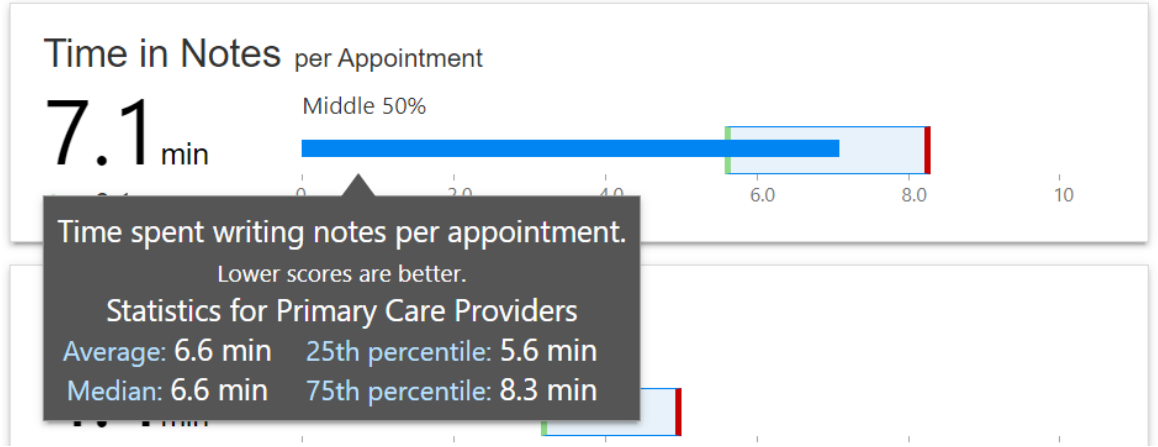 Time in Notes per Appointment
7.1 min
Middle 50%
0 2.0 4.0 6.0 8.0 10
Time spent writing notes per appointment.
Lower scores are better.
Statistics for Primary Care Providers
Average: 6.6 min 25th percentile: 5.6 min
Median: 6.6 min 75th percentile: 8.3 min
min